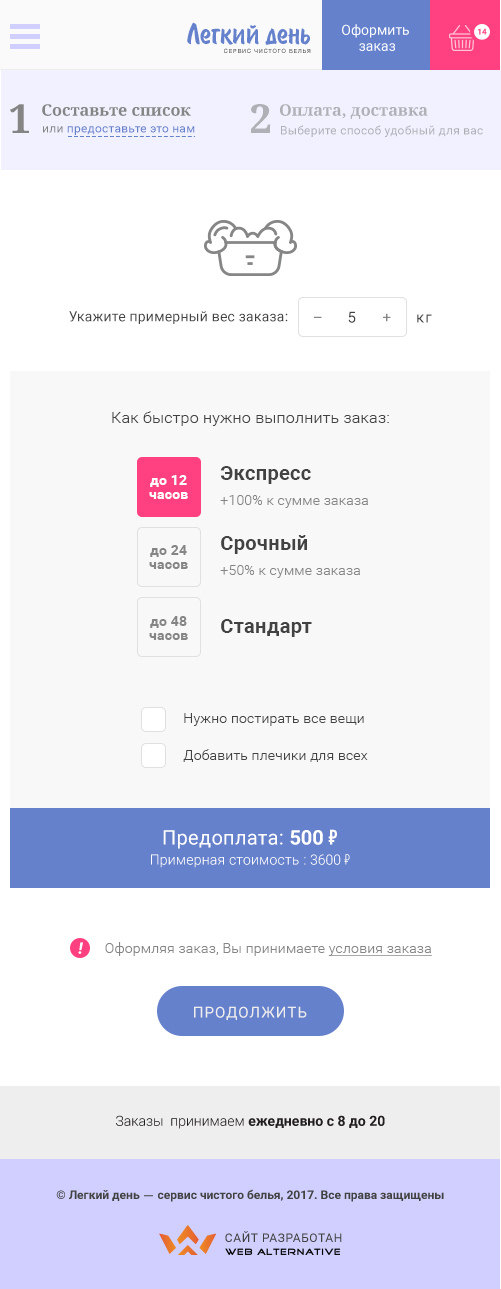 Легкий день
СЕРВИС ЧИСТОГО БЕЛЬЯ
Оформить
заказ
14
1 Составьте список
или предоставьте это нам
2 Оплата, доставка
Выберите способ удобный для вас
Укажите примерный вес заказа: − 5 + кг
Как быстро нужно выполнить заказ:
до 12
часов
Экспресс
+100% к сумме заказа
до 24
часов
Срочный
+50% к сумме заказа
до 48
часов
Стандарт
Нужно постирать все вещи
Добавить плечики для всех
Предоплата: 500 ₽
Примерная стоимость : 3600 ₽
! Оформляя заказ, Вы принимаете условия заказа
ПРОДОЛЖИТЬ
Заказы принимаем ежедневно с 8 до 20
© Легкий день — сервис чистого белья, 2017. Все права защищены
САЙТ РАЗРАБОТАН
WEB ALTERNATIVE